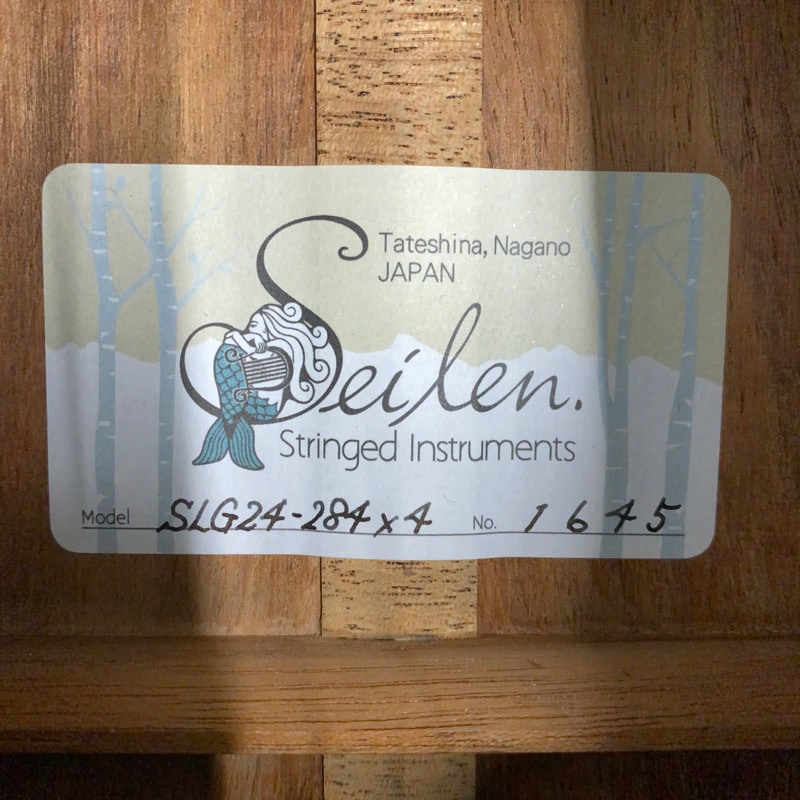 Tateshina, Nagano
JAPAN
Seilen.
Stringed Instruments
Model SLG24-284x4 No. 1645